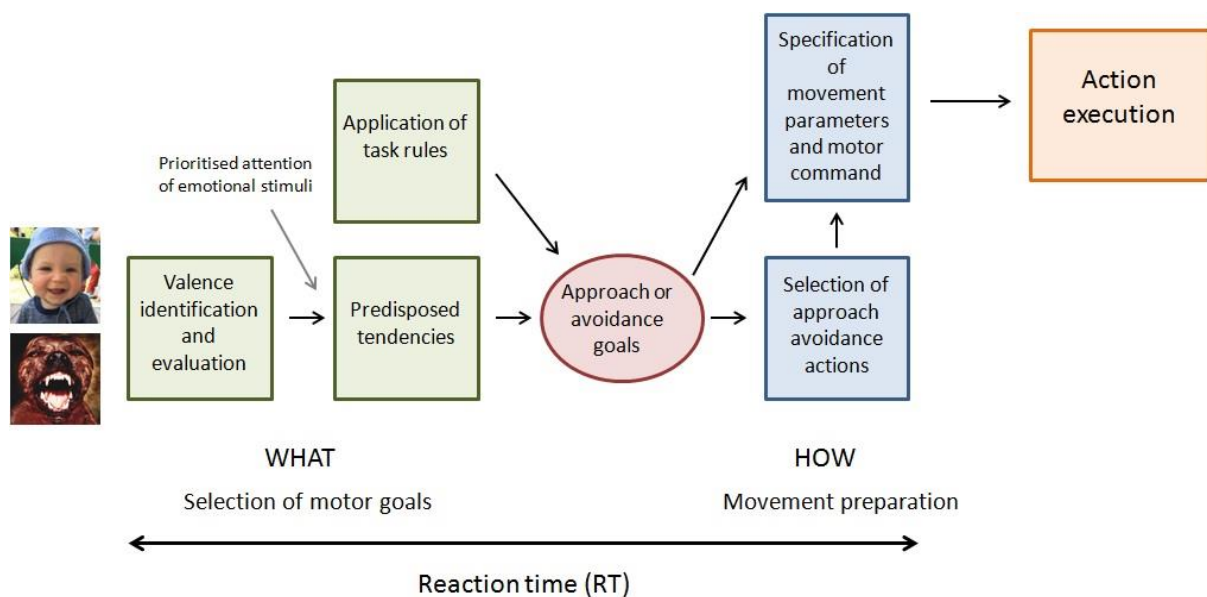 Specification
of
movement
parameters
and motor
command
Action
execution
Application of
task rules
Prioritised attention
of emotional stimuli
Valence
identification
and
evaluation
Predisposed
tendencies
Approach or
avoidance
goals
Selection of
approach
avoidance
actions
WHAT
HOW
Selection of motor goals
Movement preparation
Reaction time (RT)